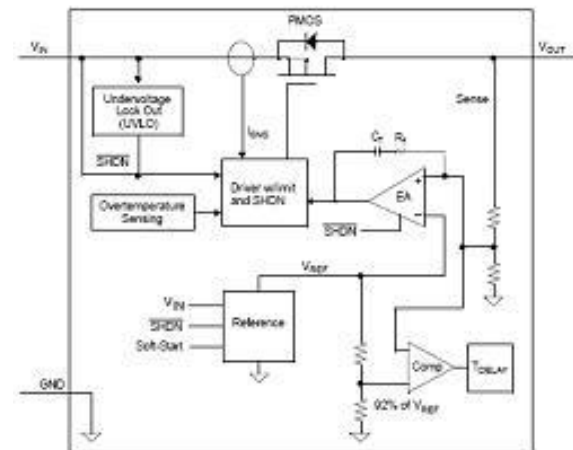 PMOS
VIN
VOUT
Undervoltage
Lock Out
(UVLO)
Sense
ISNS
Cf
Rf
SHDN
Driver w/limit
and SHDN
EA
+
−
Overtemperature
Sensing
SHDN
VREF
VIN
SHDN
Soft-Start
Reference
Comp
TDELAY
GND
92% of VREF